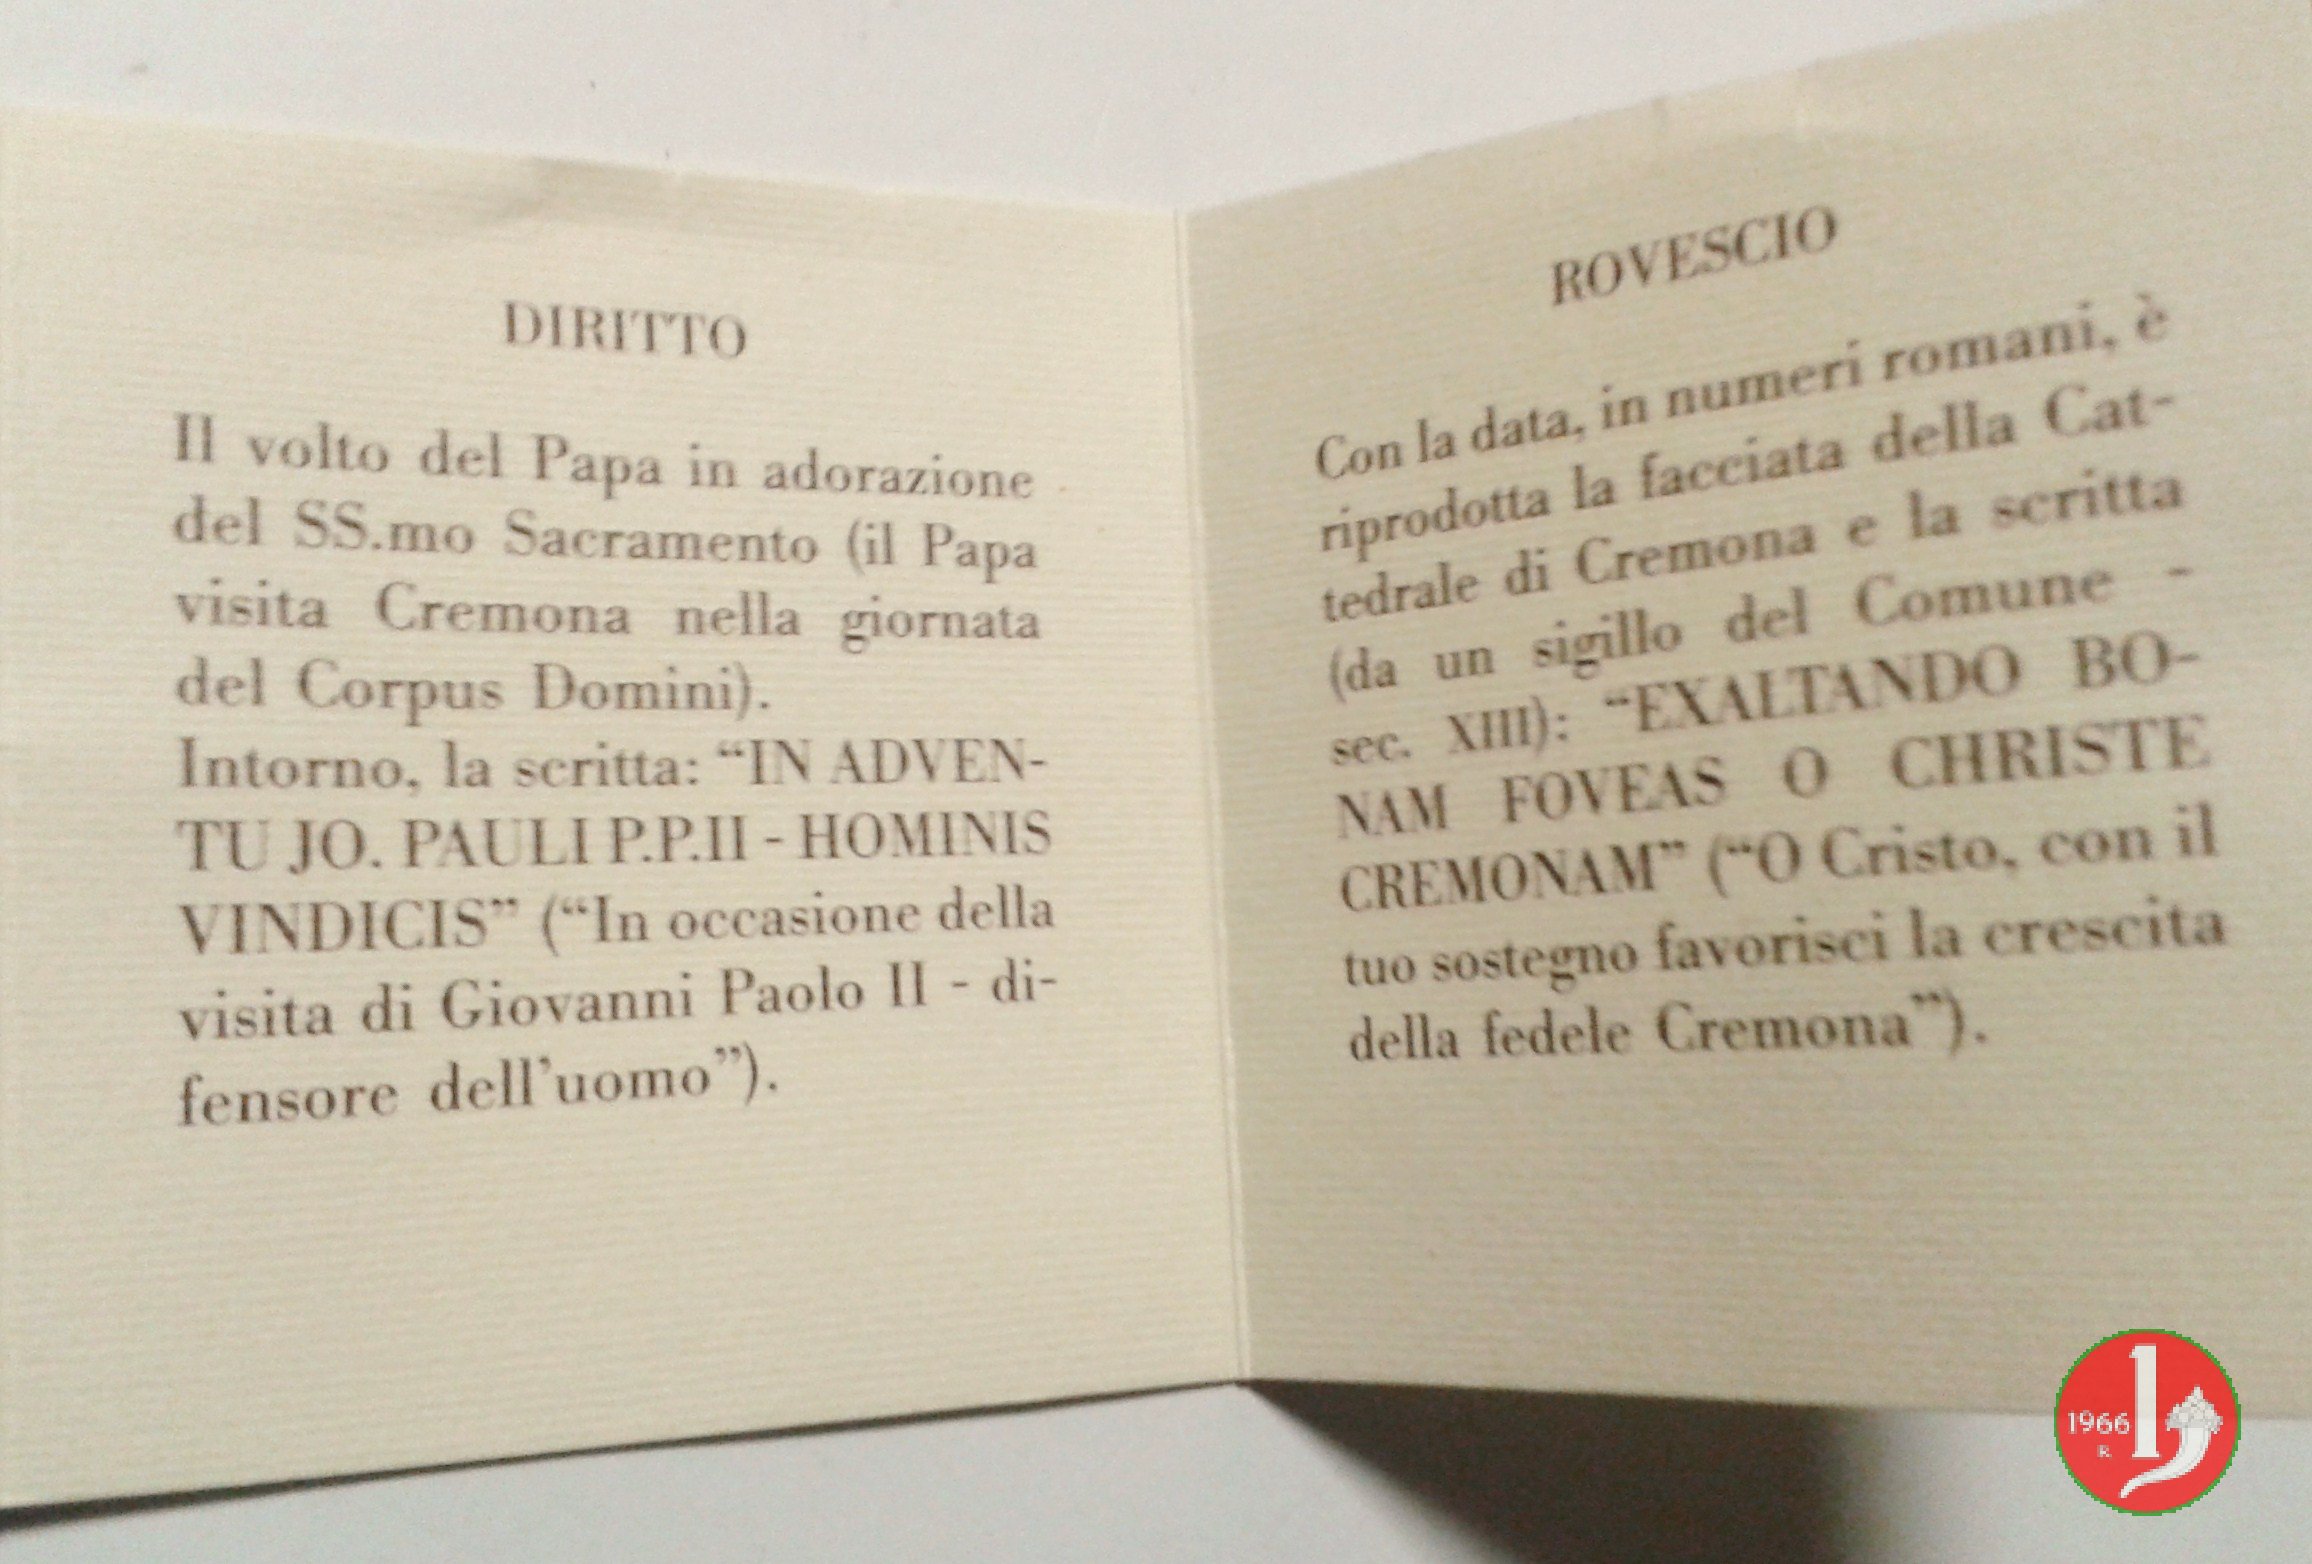 DIRITTO
Il volto del Papa in adorazione
del SS.mo Sacramento (il Papa
visita Cremona nella giornata
del Corpus Domini).
Intorno, la scritta: “IN ADVEN-
TU JO. PAULI P.P.II - HOMINIS
VINDICIS” (“In occasione della
visita di Giovanni Paolo II - di-
fensore dell’uomo”).
ROVESCIO
Con la data, in numeri romani, è
riprodotta la facciata della Cat-
tedrale di Cremona e la scritta
(da un sigillo del Comune -
sec. XIII): “EXALTANDO BO-
NAM FOVEAS O CHRISTE
CREMONAM” (“O Cristo, con il
tuo sostegno favorisci la crescita
della fedele Cremona”).
1966
R.